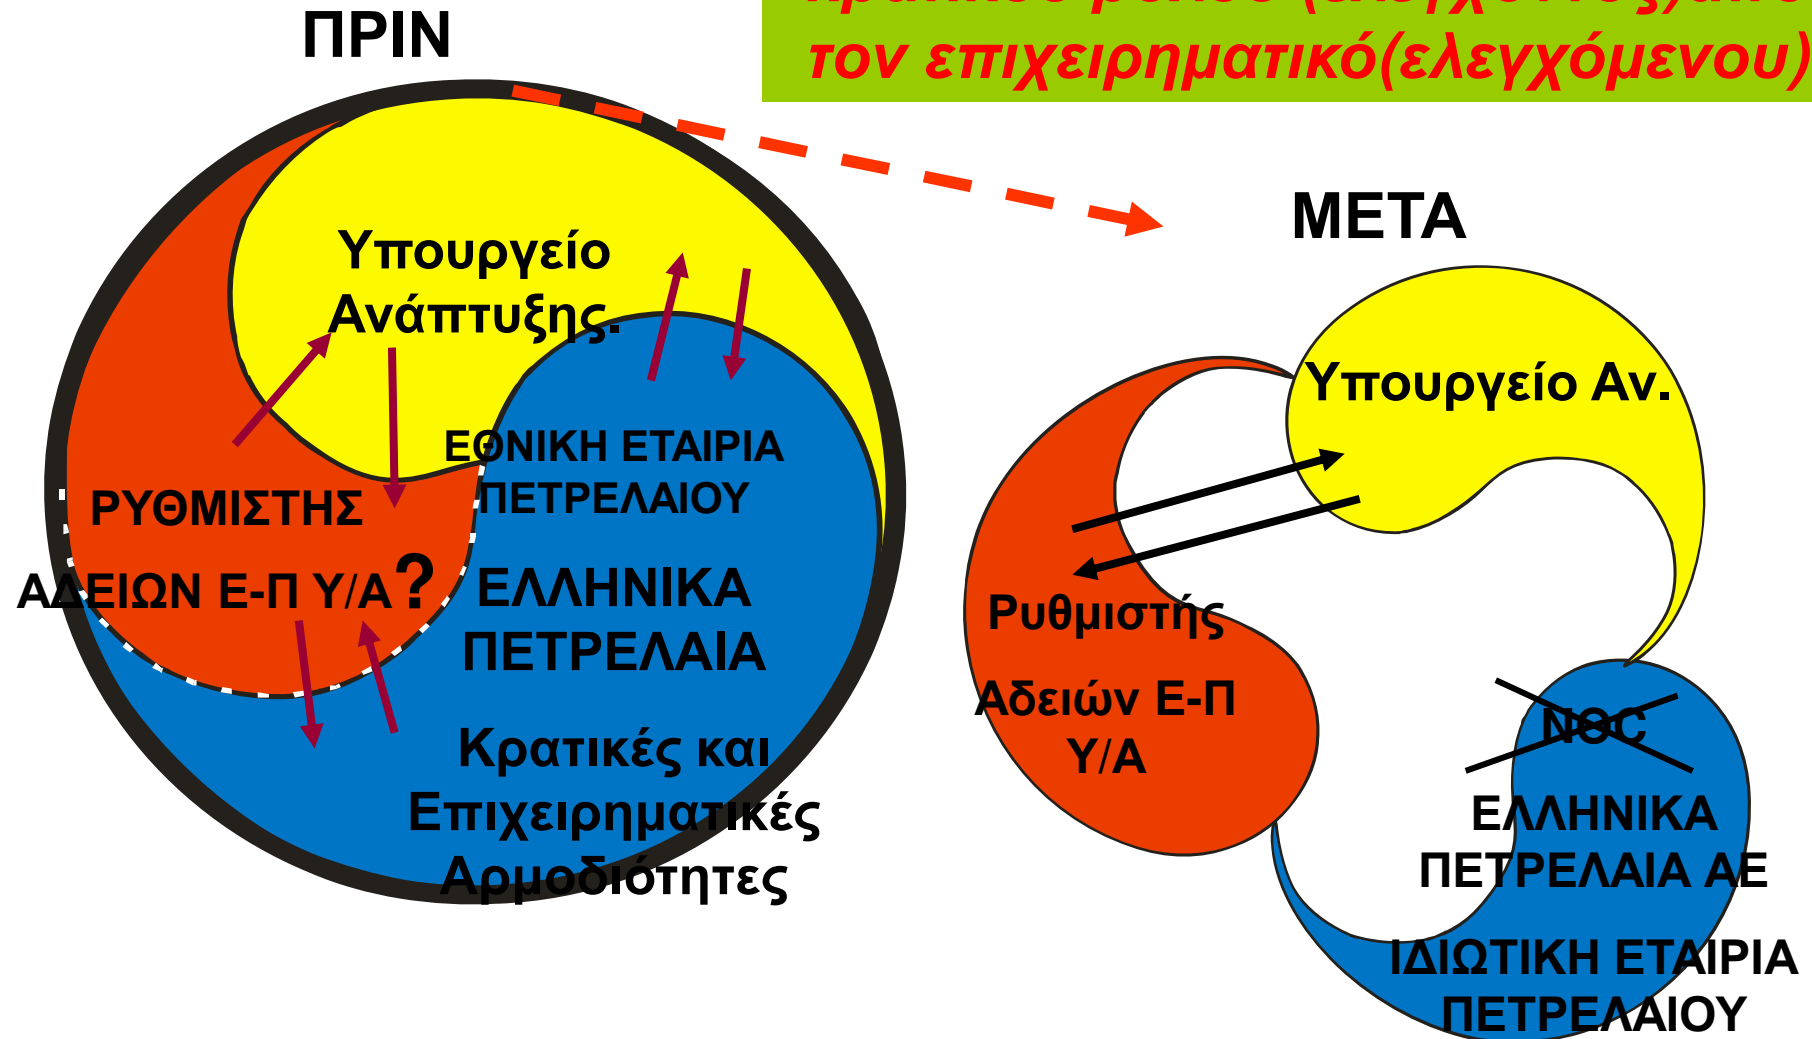 ΠΡΙΝ
τον επιχειρηματικό(ελεγχόμενου)
ΜΕΤΑ
Υπουργείο
Ανάπτυξης.
ΕΘΝΙΚΗ ΕΤΑΙΡΙΑ
ΠΕΤΡΕΛΑΙΟΥ
ΡΥΘΜΙΣΤΗΣ
ΑΔΕΙΩΝ Ε-Π Υ/Α?
ΕΛΛΗΝΙΚΑ
ΠΕΤΡΕΛΑΙΑ
Κρατικές και
Επιχειρηματικές
Αρμοδιότητες
Υπουργείο Αν.
Ρυθμιστής
Αδειών Ε-Π
Υ/Α
NOC
ΕΛΛΗΝΙΚΑ
ΠΕΤΡΕΛΑΙΑ ΑΕ
ΙΔΙΩΤΙΚΗ ΕΤΑΙΡΙΑ
ΠΕΤΡΕΛΑΙΟΥ